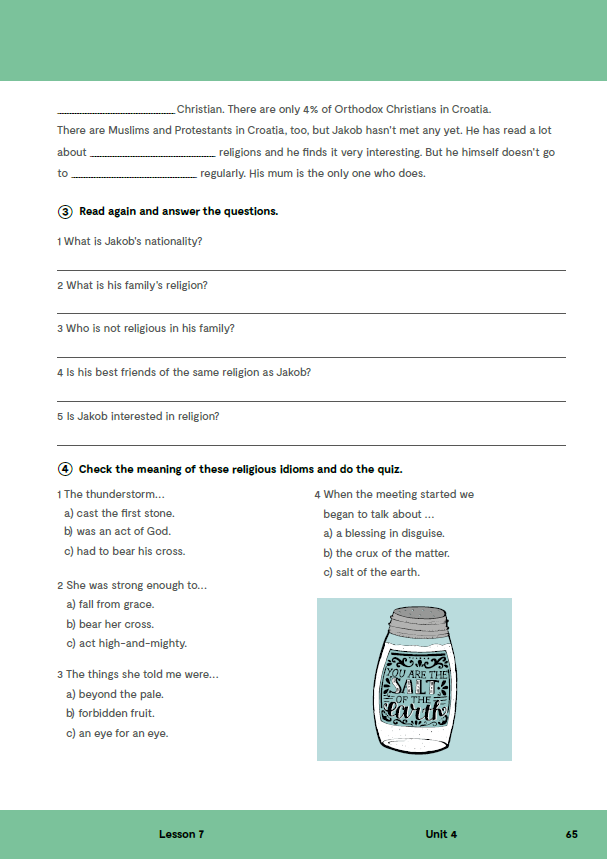 Christian. There are only 4% of Orthodox Christians in Croatia.
There are Muslims and Protestants in Croatia, too, but Jakob hasn't met any yet. He has read a lot
about ______________ religions and he finds it very interesting. But he himself doesn't go
to ______________ regularly. His mum is the only one who does.
3 Read again and answer the questions.
1 What is Jakob's nationality?
2 What is his family's religion?
3 Who is not religious in his family?
4 Is his best friends of the same religion as Jakob?
5 Is Jakob interested in religion?
4 Check the meaning of these religious idioms and do the quiz.
1 The thunderstorm...
a) cast the first stone.
b) was an act of God.
c) had to bear his cross.
2 She was strong enough to...
a) fall from grace.
b) bear her cross.
c) act high-and-mighty.
3 The things she told me were...
a) beyond the pale.
b) forbidden fruit.
c) an eye for an eye.
4 When the meeting started we
began to talk about ...
a) a blessing in disguise.
b) the crux of the matter.
c) salt of the earth.
YOU ARE THE
SALT
OF THE
earth
Lesson 7 Unit 4 65